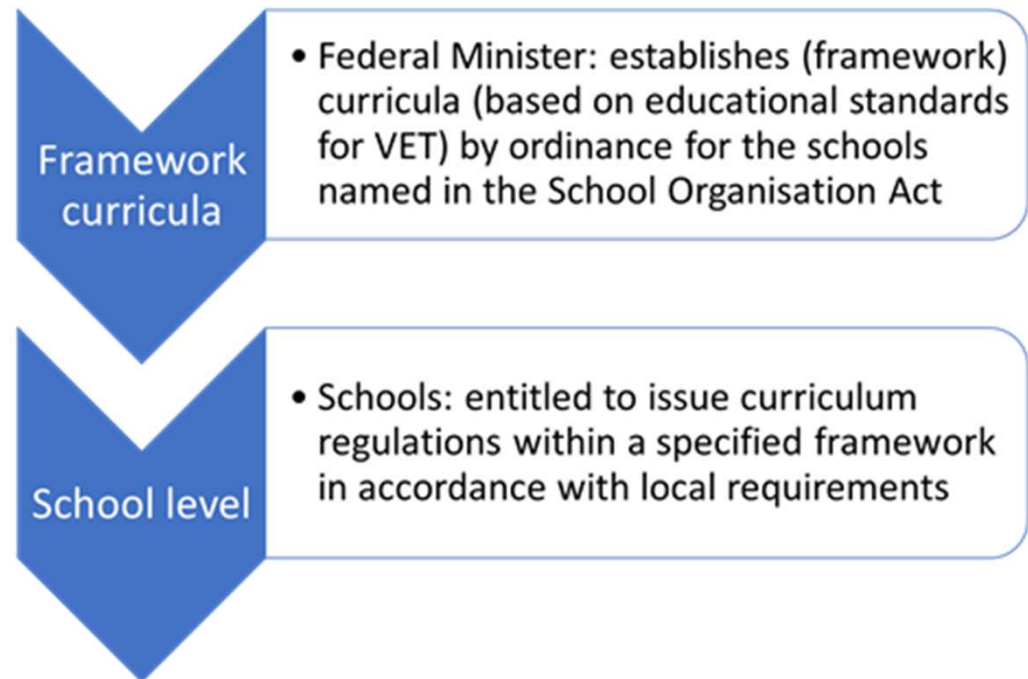 Framework
curricula
• Federal Minister: establishes (framework)
curricula (based on educational standards
for VET) by ordinance for the schools
named in the School Organisation Act
School level
• Schools: entitled to issue curriculum
regulations within a specified framework
in accordance with local requirements